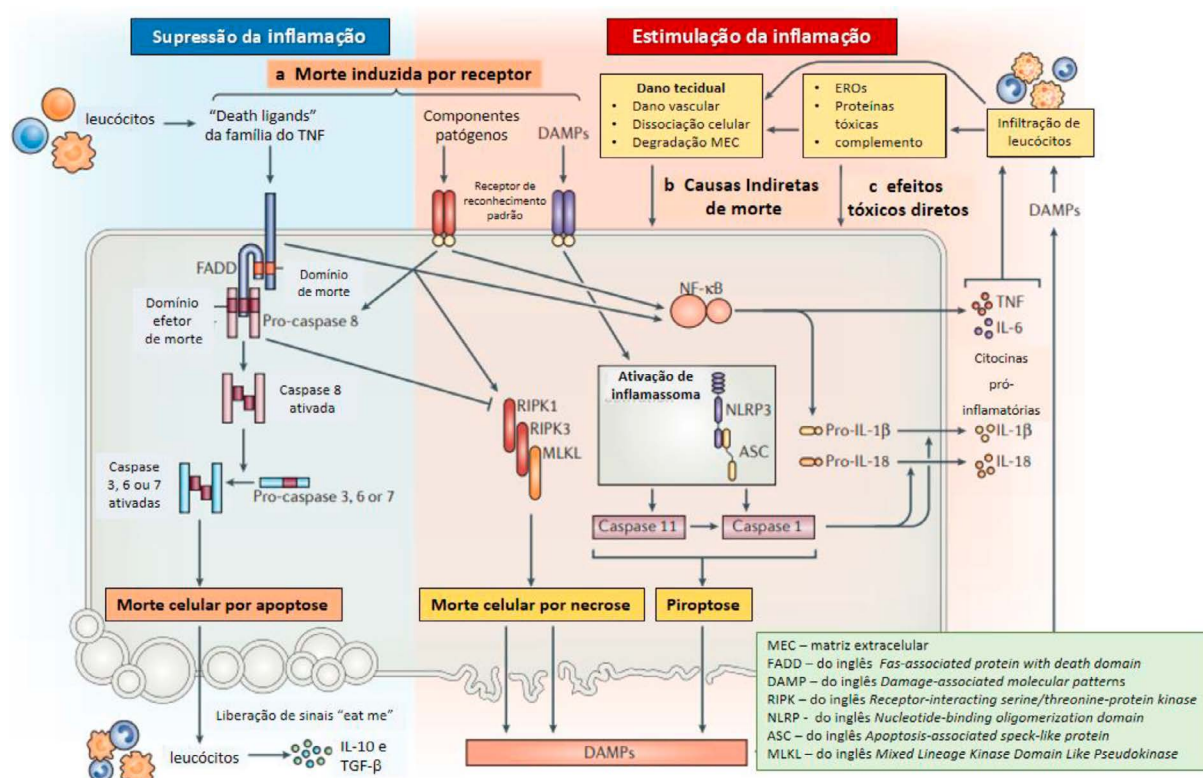 Supressão da inflamação
Estimulação da inflamação
a Morte induzida por receptor
leucócitos
“Death ligands”
da família do TNF
Componentes
patógenos
DAMPs
Receptor de
reconhecimento
padrão
Dano tecidual
• Dano vascular
• Dissociação celular
• Degradação MEC
• EROs
• Proteínas
tóxicas
• complemento
Infiltração de
leucócitos
b Causas Indiretas
de morte
c efeitos
tóxicos diretos
DAMPs
FADD
Domínio
de morte
Domínio
efetor
de morte
Pro-caspase 8
NF-κB
TNF
IL-6
Citocinas
pró-
inflamatórias
Caspase 8
ativada
RIPK1
RIPK3
MLKL
Ativação de
inflamassoma
NLRP3
ASC
Pro-IL-1β
IL-1β
Pro-IL-18
IL-18
Caspase
3, 6 ou 7
ativadas
Pro-caspase 3, 6 or 7
Caspase 11
Caspase 1
Morte celular por apoptose
Morte celular por necrose
Piroptose
Liberação de sinais “eat me”
leucócitos
IL-10 e
TGF-β
DAMPs
MEC – matriz extracelular
FADD – do inglês Fas-associated protein with death domain
DAMP – do inglês Damage-associated molecular patterns
RIPK – do inglês Receptor-interacting serine/threonine-protein kinase
NLRP - do inglês Nucleotide-binding oligomerization domain
ASC – do inglês Apoptosis-associated speck-like protein
MLKL – do inglês Mixed Lineage Kinase Domain Like Pseudokinase